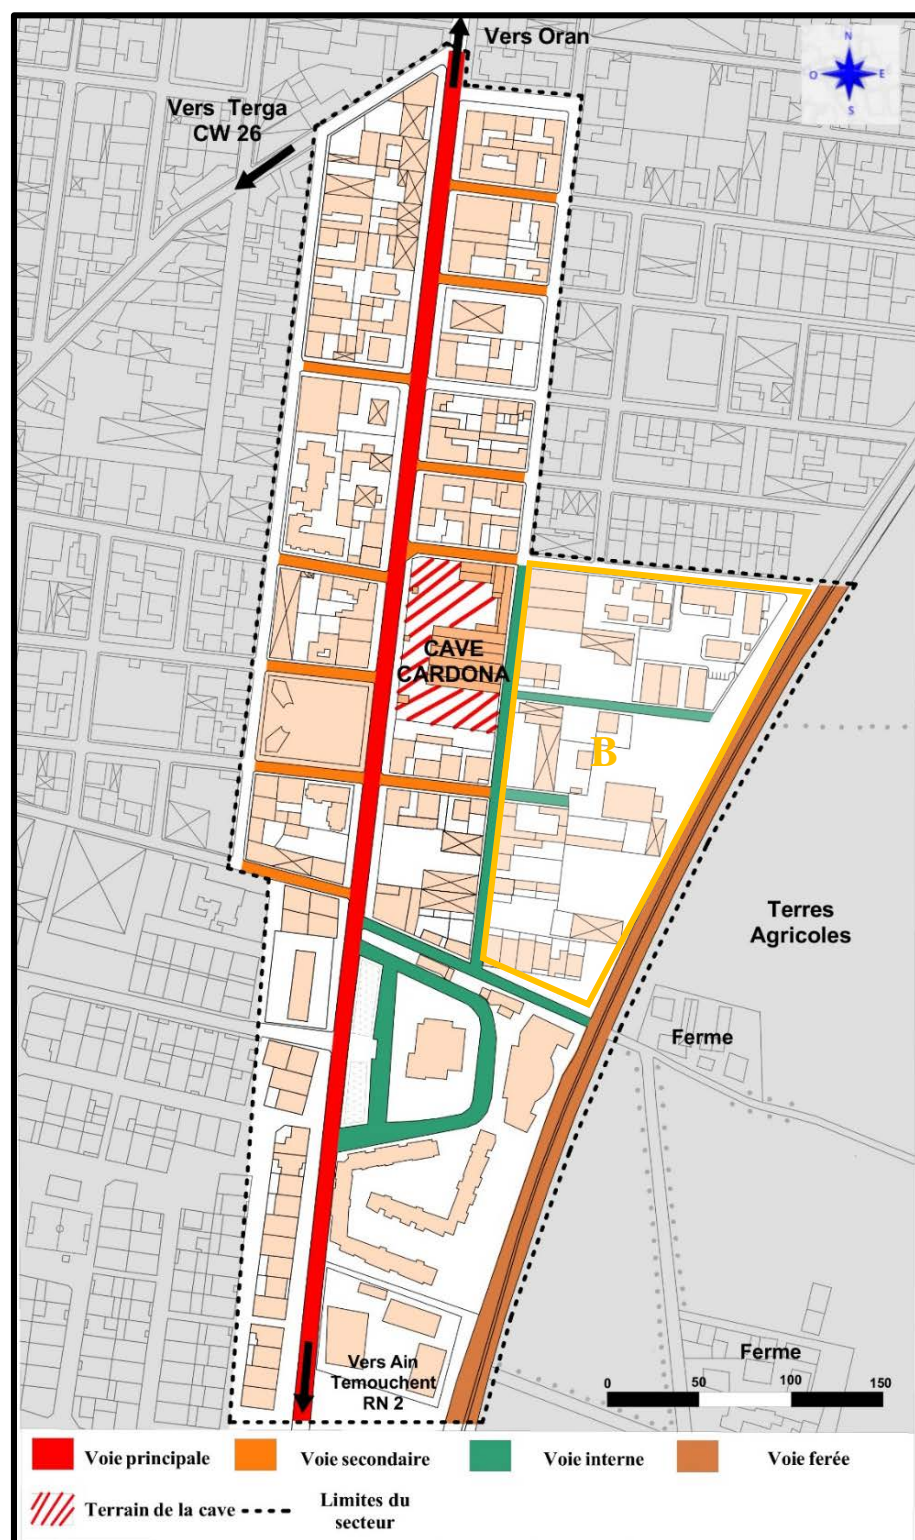 Vers Oran
N
O
E
S
Vers Terga
CW 26
CAVE
CARDONA
B
Terres
Agricoles
Ferme
Ferme
Vers Ain
Temouchent
RN 2
0 50 100 150
Voie principale
Voie secondaire
Voie interne
Voie ferée
Terrain de la cave
Limites du
secteur